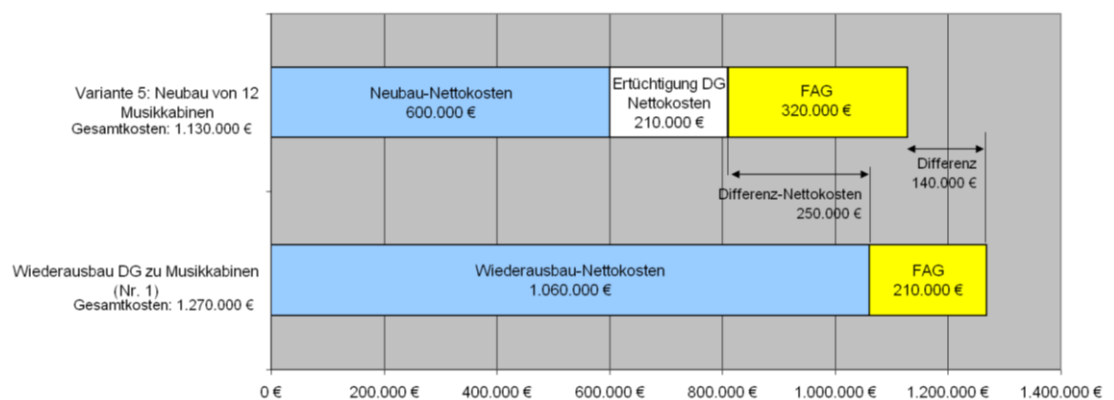 Variante 5: Neubau von 12
Musikkabinen
Gesamtkosten: 1.130.000 €
Neubau-Nettokosten
600.000 €
Ertüchtigung DG
Nettokosten
210.000 €
FAG
320.000 €
Differenz
140.000 €
Differenz-Nettokosten
250.000 €
Wiederausbau DG zu Musikkabinen
(Nr. 1)
Gesamtkosten: 1.270.000 €
Wiederausbau-Nettokosten
1.060.000 €
FAG
210.000 €
0 €
200.000 €
400.000 €
600.000 €
800.000 €
1.000.000 €
1.200.000 €
1.400.000 €